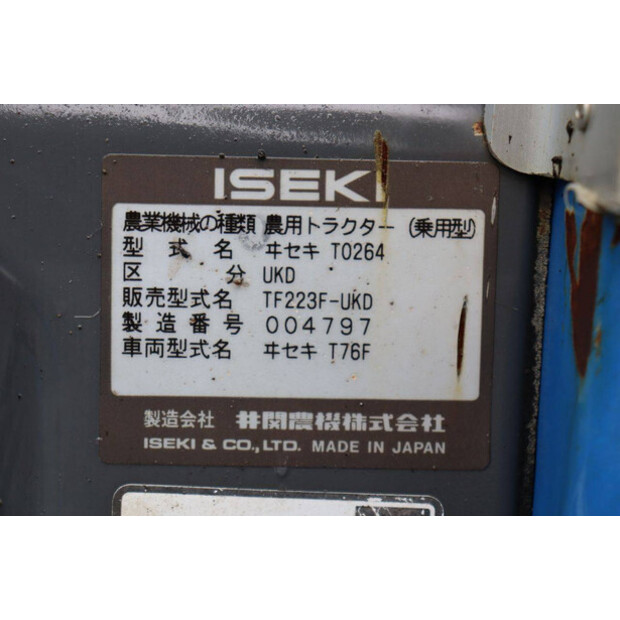 ISEKI
農業機械の種類 農用トラクター (乗用型)
型式名 ヰセキ T0264
区分 UKD
販売型式名 TF223F-UKD
製造番号 004797
車両型式名 ヰセキ T76F
製造会社 井関農機株式会社
ISEKI & CO., LTD. MADE IN JAPAN